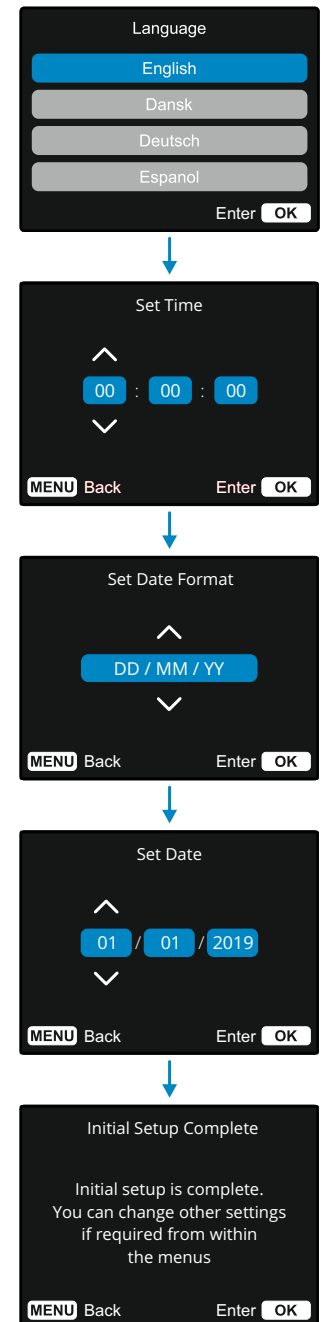 Language
English
Dansk
Deutsch
Espanol
Enter OK
Set Time
00 : 00 : 00
MENU Back Enter OK
Set Date Format
DD / MM / YY
MENU Back Enter OK
Set Date
01 / 01 / 2019
MENU Back Enter OK
Initial Setup Complete
Initial setup is complete.
You can change other settings
if required from within
the menus
MENU Back Enter OK